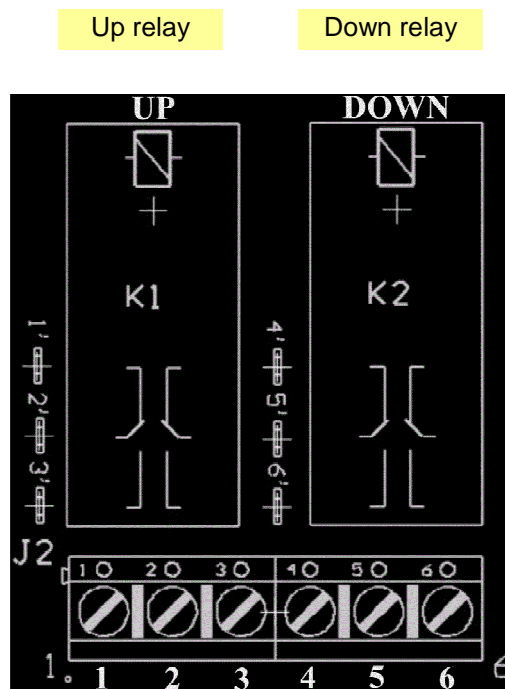 Up relay Down relay
UP DOWN
K1 K2
1' 4'
2' 5'
3' 6'
J2
1 2 3 4 5 6
1. 1 2 3 4 5 6